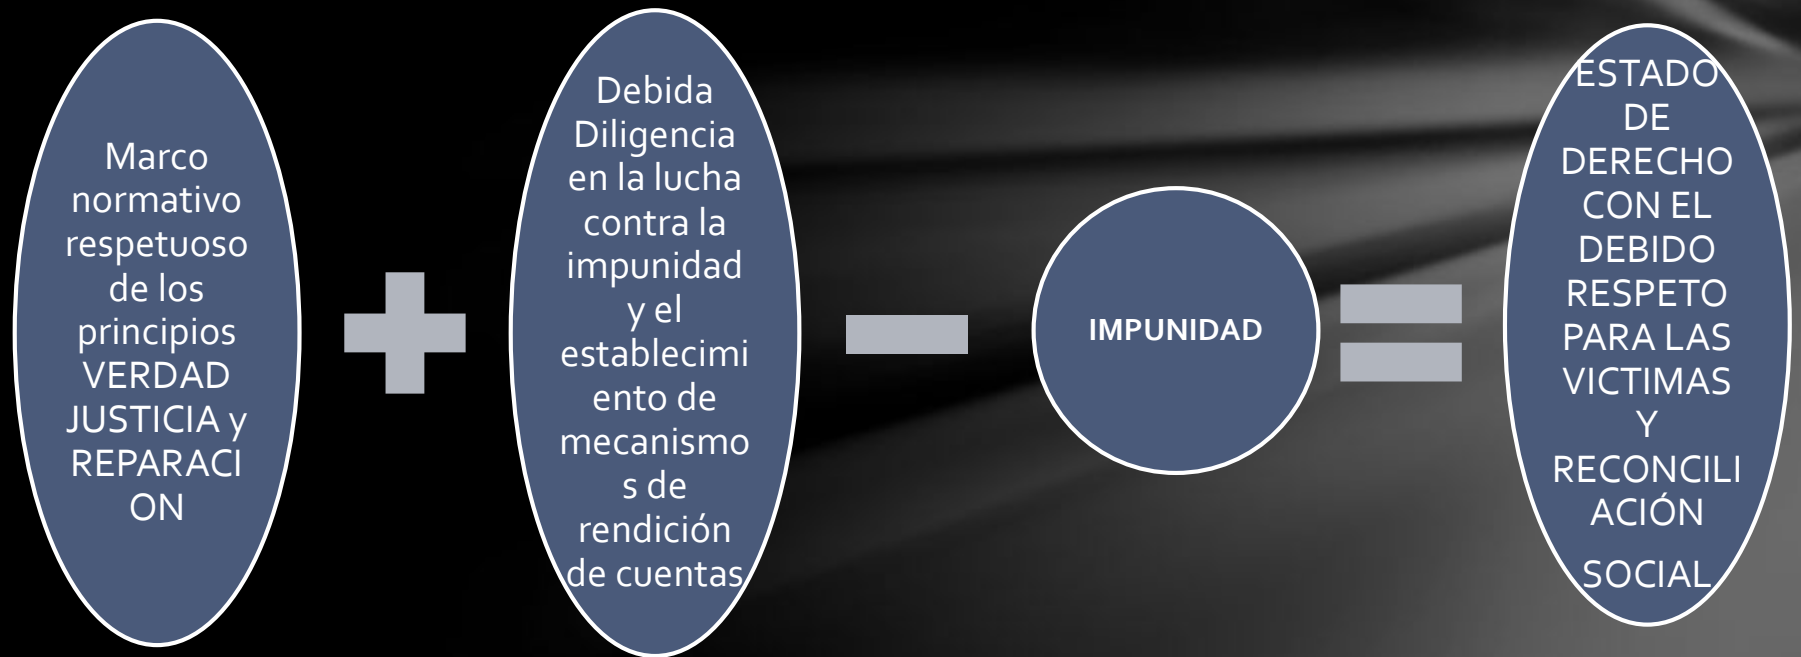 Marco
normativo
respetuoso
de los
principios
VERDAD
JUSTICIA y
REPARACI
ON
Debida
Diligencia
en la lucha
contra la
impunidad
y el
establecimi
ento de
mecanismo
s de
rendición
de cuentas
IMPUNIDAD
ESTADO
DE
DERECHO
CON EL
DEBIDO
RESPETO
PARA LAS
VICTIMAS
Y
RECONCILI
ACIÓN
SOCIAL